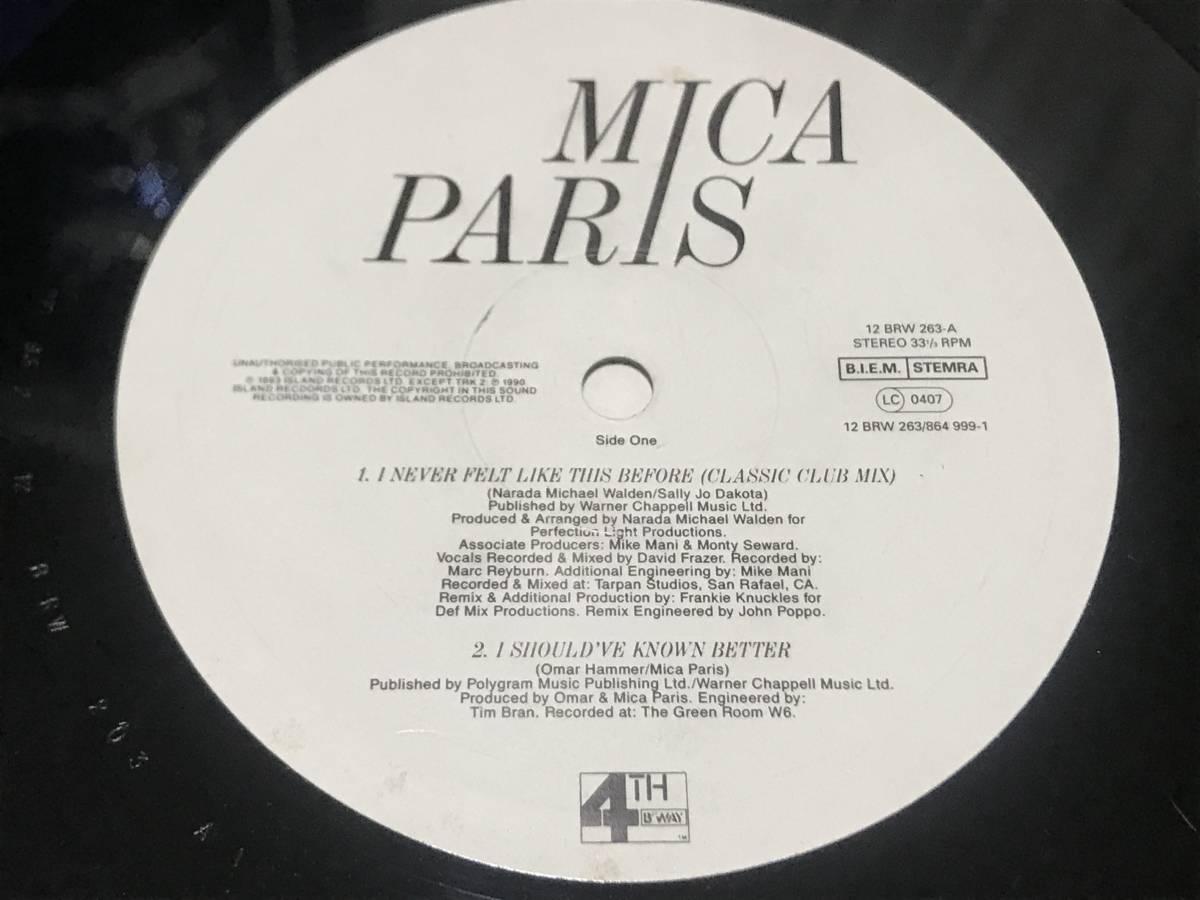 MICA
PARIS
12 BRW 263-A
STEREO 33⅓ RPM
B.I.E.M. STEMRA
LC 0407
12 BRW 263/864 999-1
UNAUTHORISED PUBLIC PERFORMANCE, BROADCASTING
& COPYING OF THIS RECORD PROHIBITED.
℗ 1993 ISLAND RECORDS LTD. EXCEPT TRK 2: ℗ 1990
ISLAND RECOORDS LTD. THE COPYRIGHT IN THIS SOUND
RECORDING IS OWNED BY ISLAND RECORDS LTD.
Side One
1. I NEVER FELT LIKE THIS BEFORE (CLASSIC CLUB MIX)
(Narada Michael Walden/Sally Jo Dakota)
Published by Warner Chappell Music Ltd.
Produced & Arranged by Narada Michael Walden for
Perfection Light Productions.
Associate Producers: Mike Mani & Monty Seward.
Vocals Recorded & Mixed by David Frazer. Recorded by:
Marc Reyburn. Additional Engineering by: Mike Mani
Recorded & Mixed at: Tarpan Studios, San Rafael, CA.
Remix & Additional Production by: Frankie Knuckles for
Def Mix Productions. Remix Engineered by John Poppo.
2. I SHOULD'VE KNOWN BETTER
(Omar Hammer/Mica Paris)
Published by Polygram Music Publishing Ltd./Warner Chappell Music Ltd.
Produced by Omar & Mica Paris. Engineered by:
Tim Bran. Recorded at: The Green Room W6.
4TH
B'WAY
TM
12 BRW 263 A